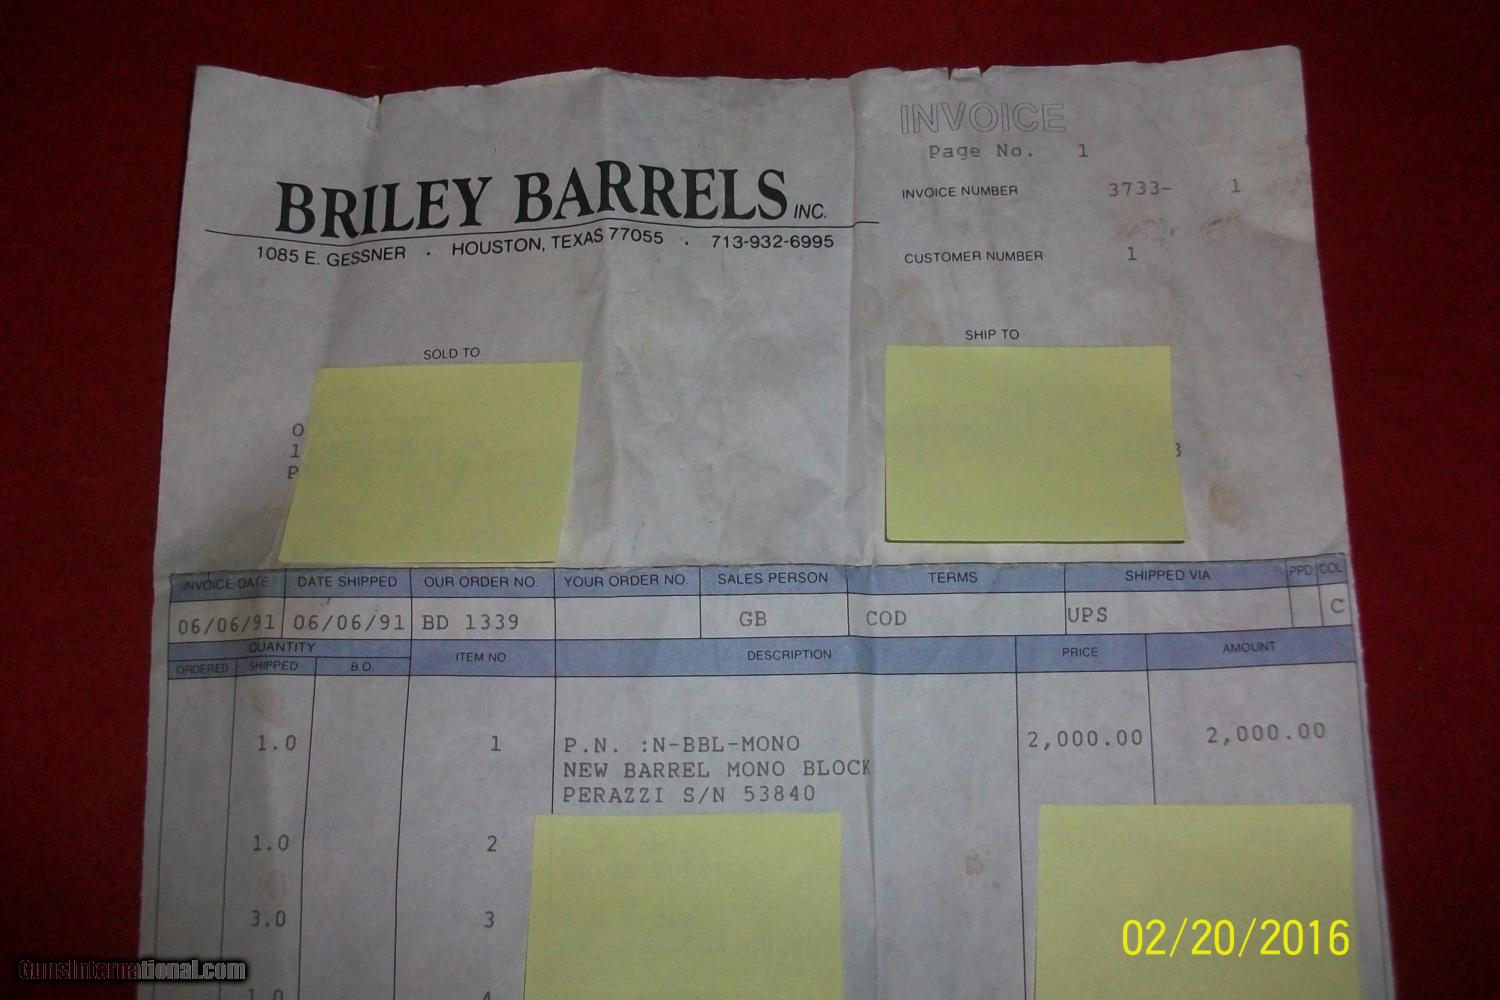 INVOICE
Page No. 1
BRILEY BARRELS INC.
1085 E. GESSNER · HOUSTON, TEXAS 77055 · 713-932-6995
INVOICE NUMBER 3733- 1
CUSTOMER NUMBER 1
SOLD TO
SHIP TO
O
1
P
INVOICE DATE DATE SHIPPED OUR ORDER NO. YOUR ORDER NO. SALES PERSON TERMS SHIPPED VIA PPD COL
06/06/91 06/06/91 BD 1339 GB COD UPS C
QUANTITY
ORDERED SHIPPED B.O. ITEM NO DESCRIPTION PRICE AMOUNT
1.0 1 P.N. :N-BBL-MONO 2,000.00 2,000.00
NEW BARREL MONO BLOCK
PERAZZI S/N 53840
1.0 2
3.0 3
1.0 4
02/20/2016
GunsInternational.com